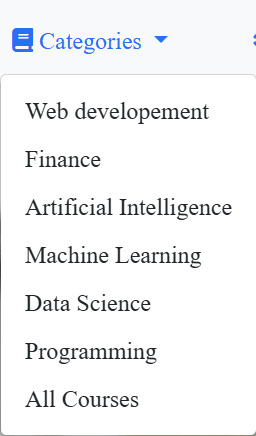 Categories
Web developement
Finance
Artificial Intelligence
Machine Learning
Data Science
Programming
All Courses